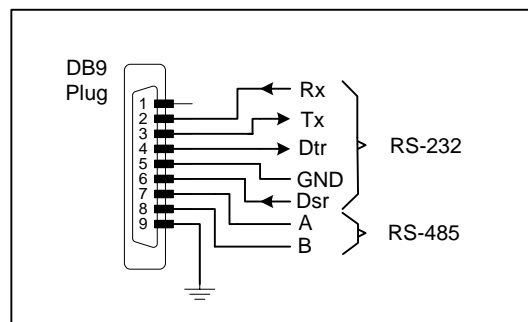 DB9
Plug
1
2
3
4
5
6
7
8
9
Rx
Tx
Dtr
GND
Dsr
A
B
RS-232
RS-485